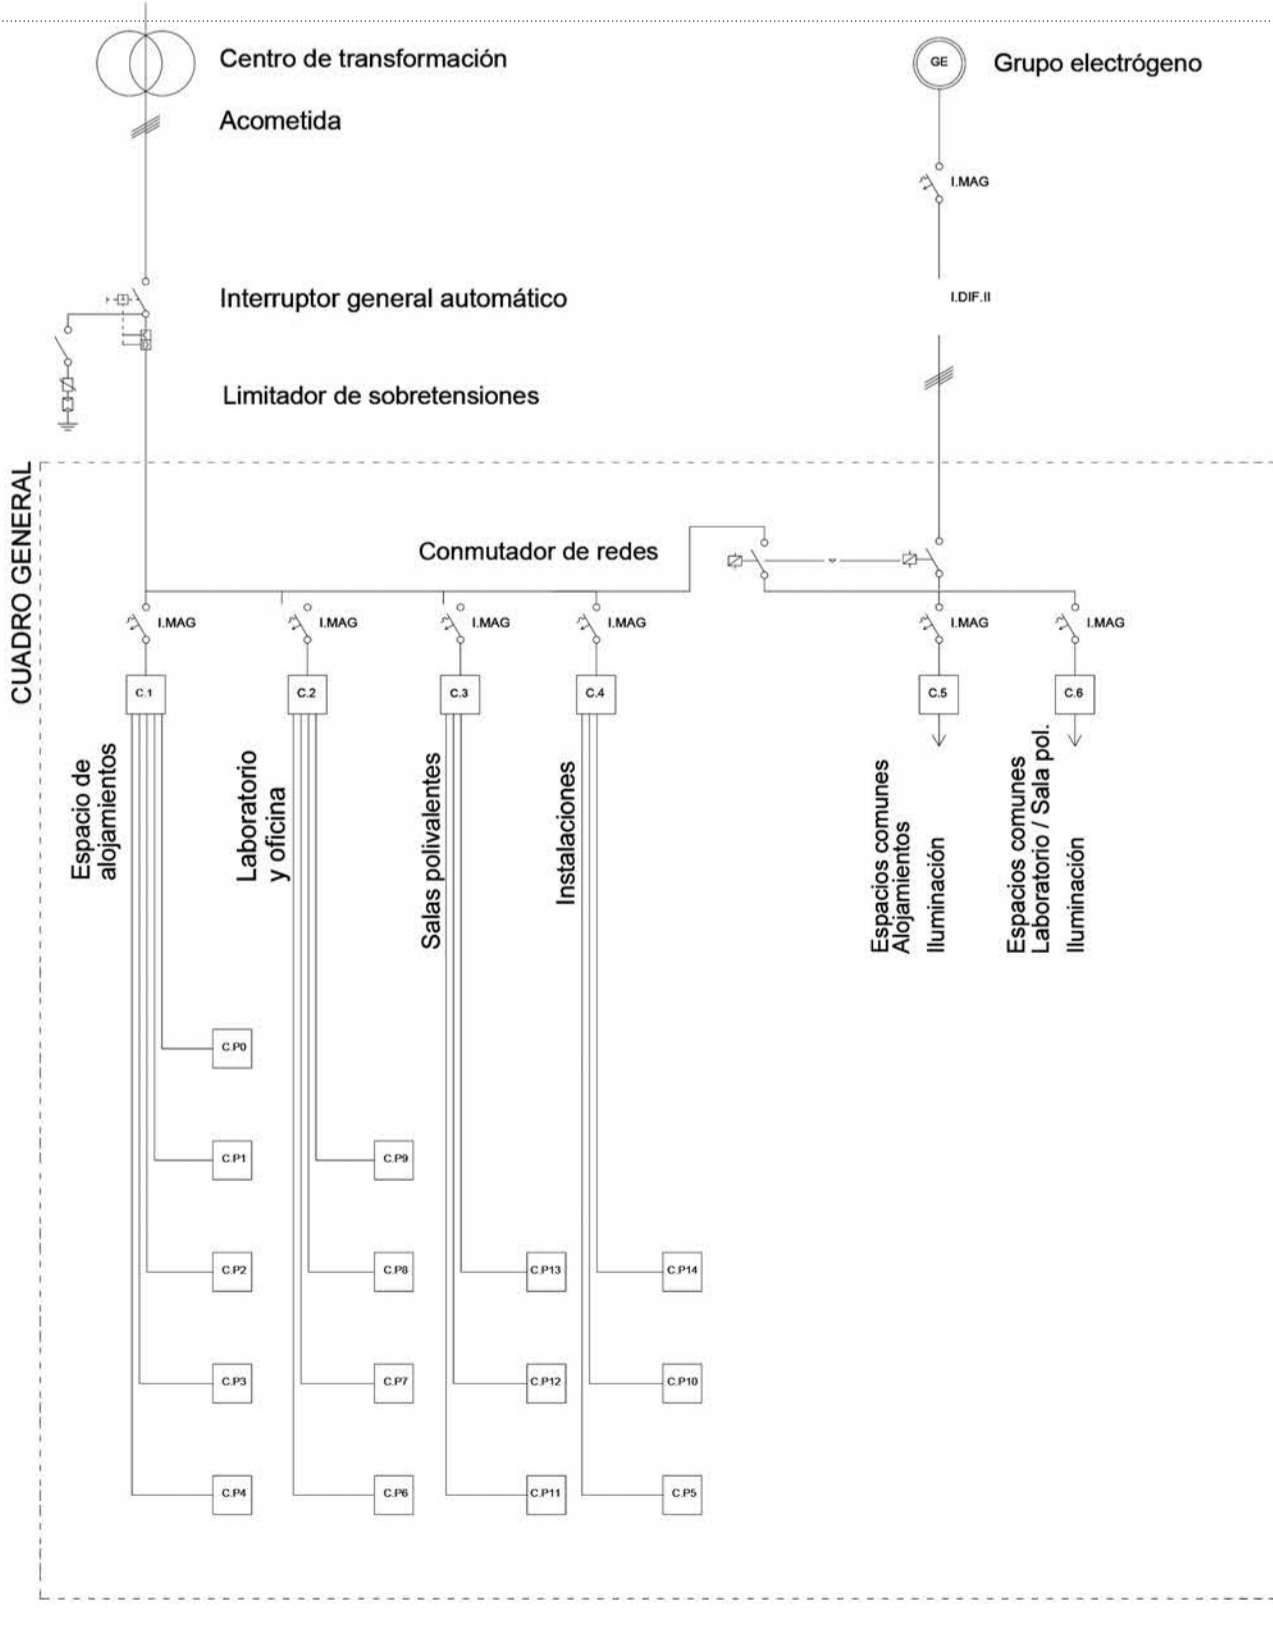 Centro de transformación
GE
Grupo electrógeno
Acometida
I.MAG
Interruptor general automático
I.DIF.II
Limitador de sobretensiones
CUADRO GENERAL
Conmutador de redes
I.MAG
I.MAG
I.MAG
I.MAG
I.MAG
I.MAG
C.1
C.2
C.3
C.4
C.5
C.6
Espacio de
alojamientos
Laboratorio
y oficina
Salas polivalentes
Instalaciones
Espacios comunes
Alojamientos
Iluminación
Espacios comunes
Laboratorio / Sala pol.
Iluminación
C.P0
C.P1
C.P9
C.P2
C.P8
C.P13
C.P14
C.P3
C.P7
C.P12
C.P10
C.P4
C.P6
C.P11
C.P5